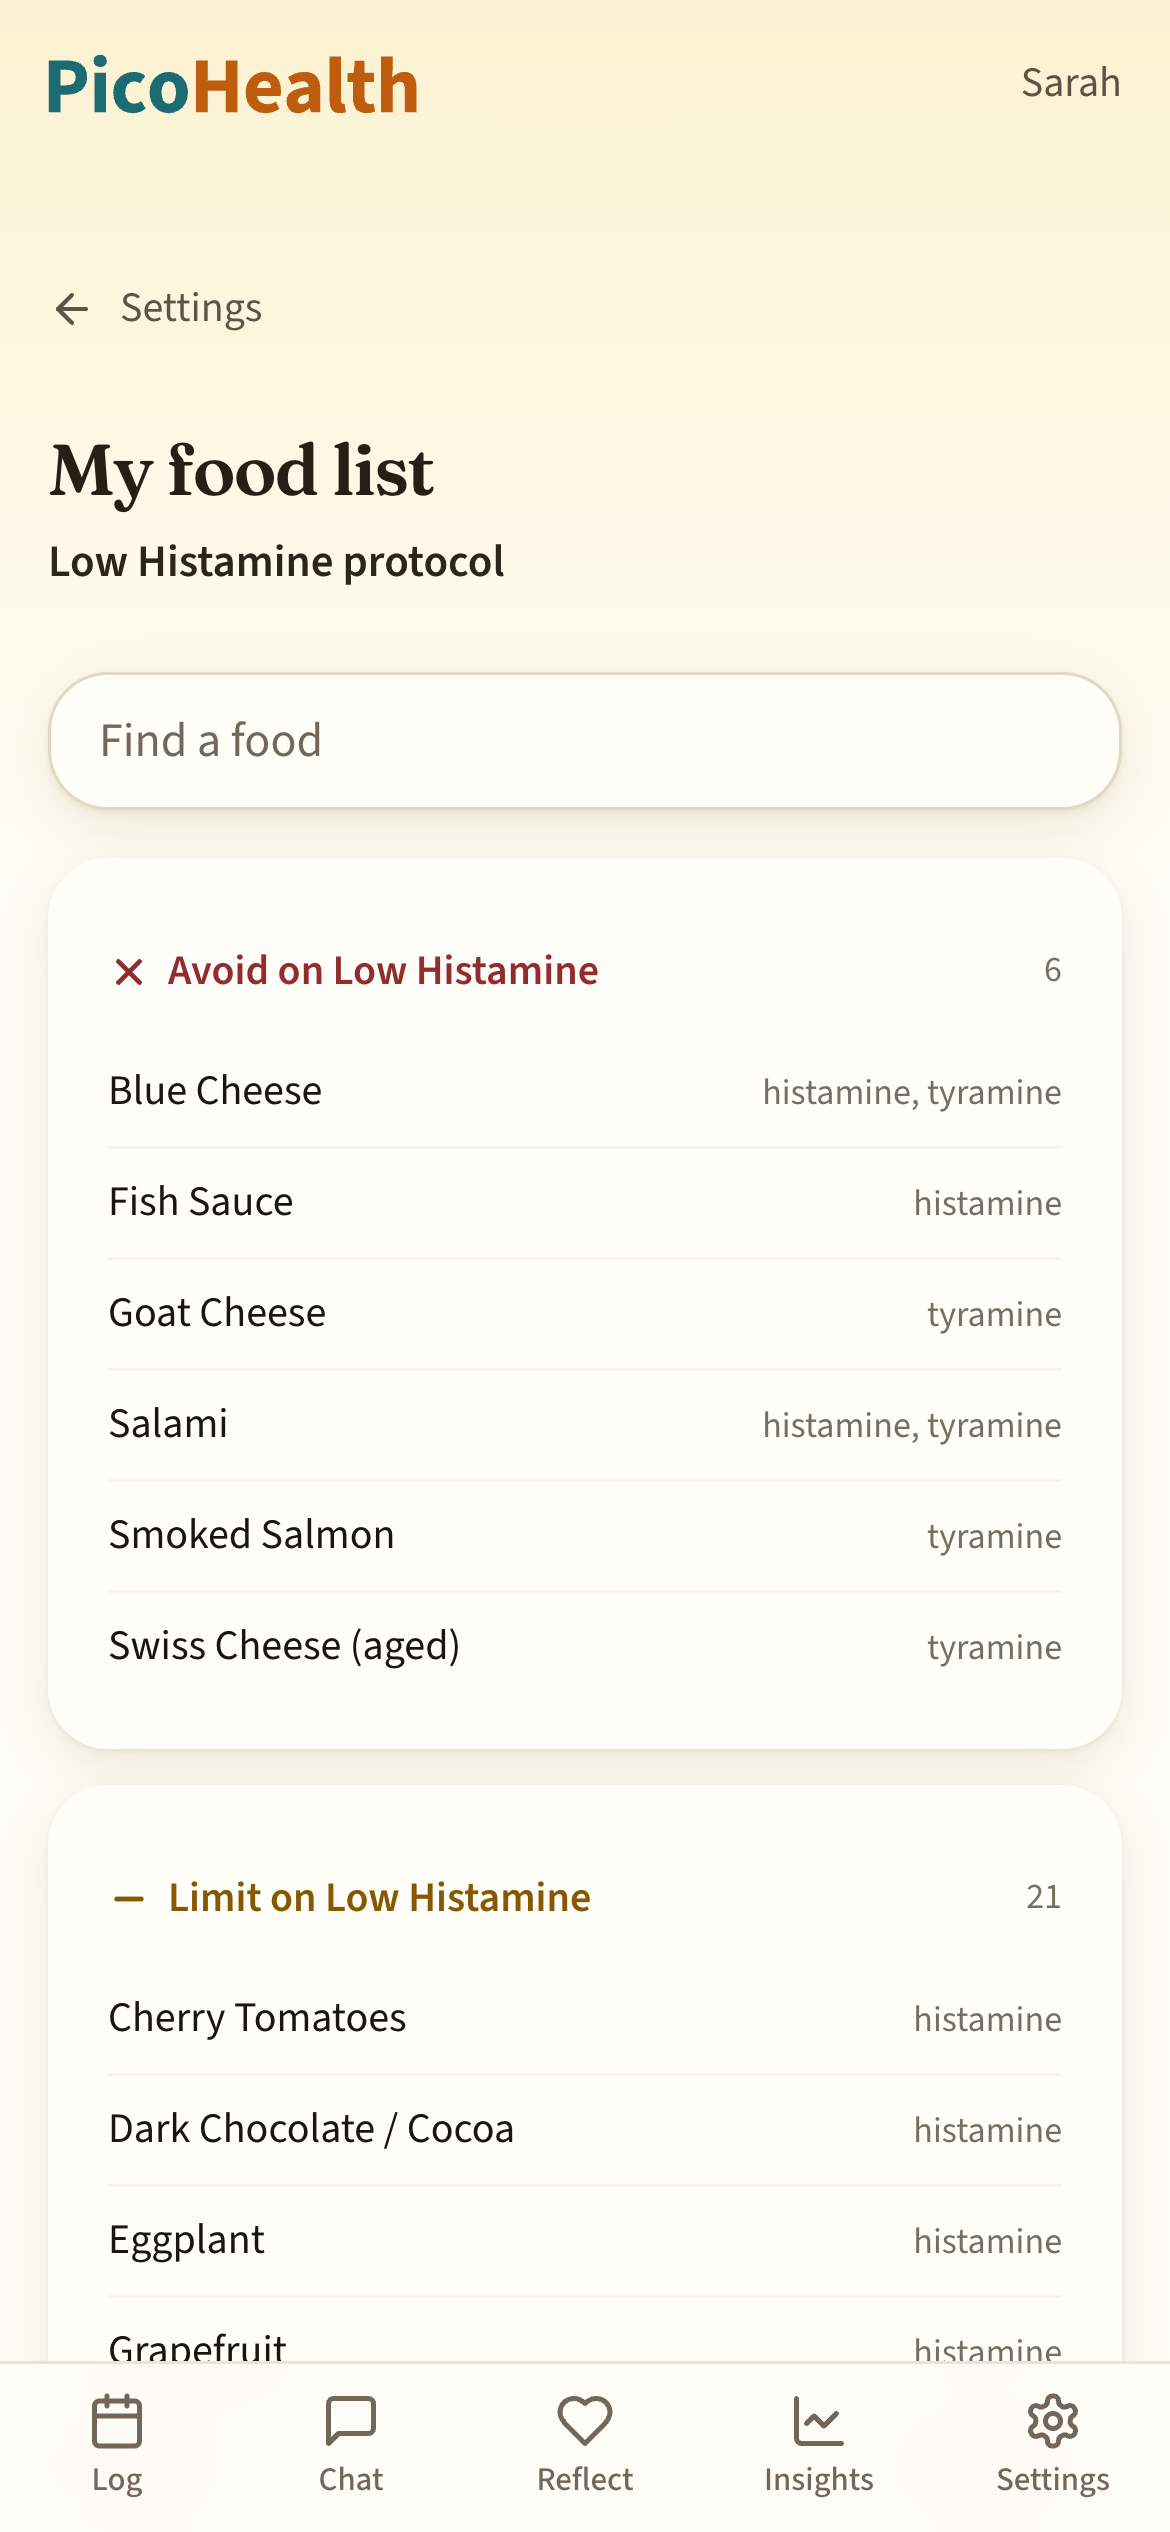 PicoHealth
Sarah
Settings
My food list
Low Histamine protocol
Find a food
Avoid on Low Histamine 6
Blue Cheese histamine, tyramine
Fish Sauce histamine
Goat Cheese tyramine
Salami histamine, tyramine
Smoked Salmon tyramine
Swiss Cheese (aged) tyramine
Limit on Low Histamine 21
Cherry Tomatoes histamine
Dark Chocolate / Cocoa histamine
Eggplant histamine
Grapefruit histamine
Log Chat Reflect Insights Settings